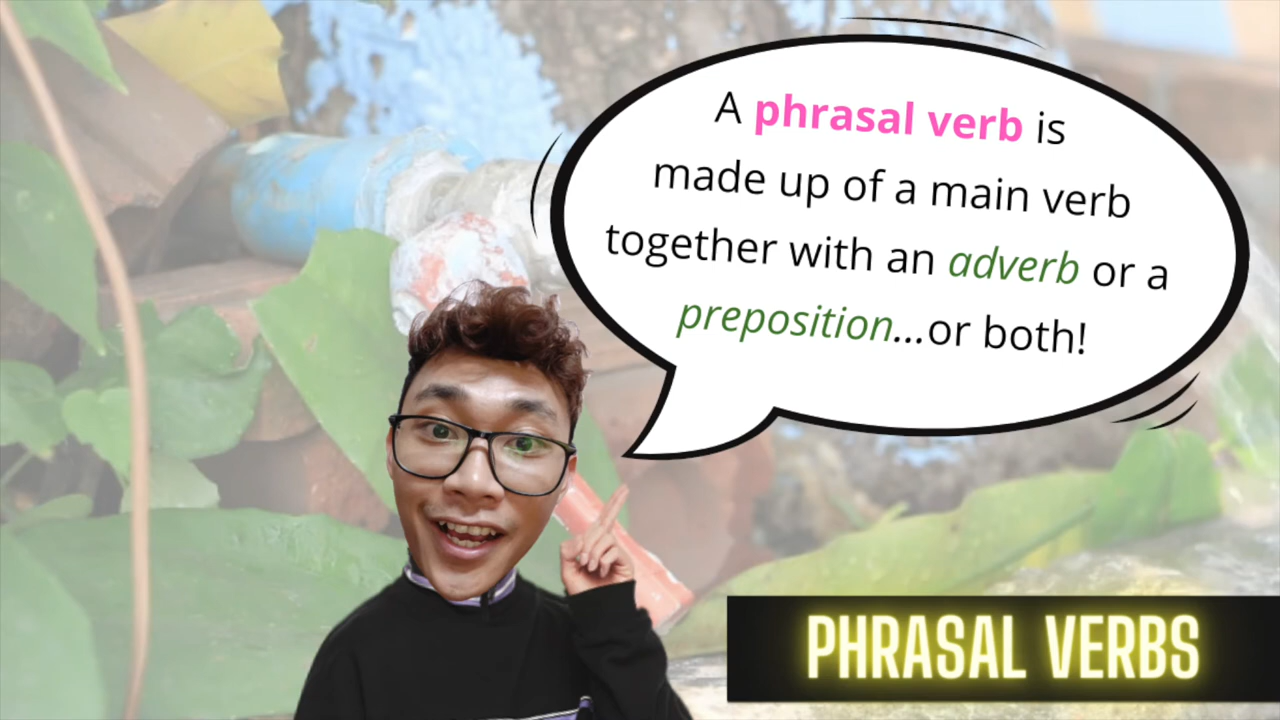 A phrasal verb is
made up of a main verb
together with an adverb or a
preposition...or both!
PHRASAL VERBS